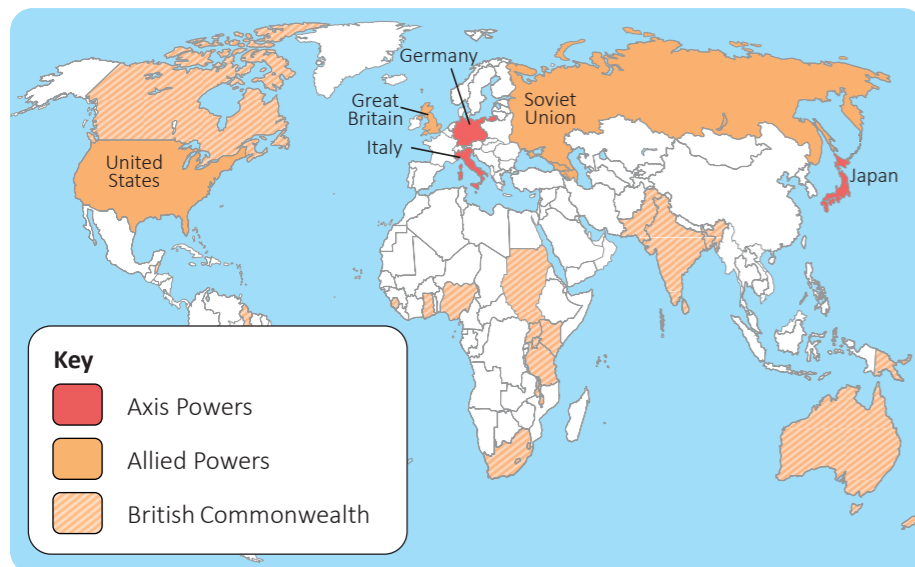 Germany
Great
Britain
Italy
Soviet
Union
United
States
Japan
Key
Axis Powers
Allied Powers
British Commonwealth